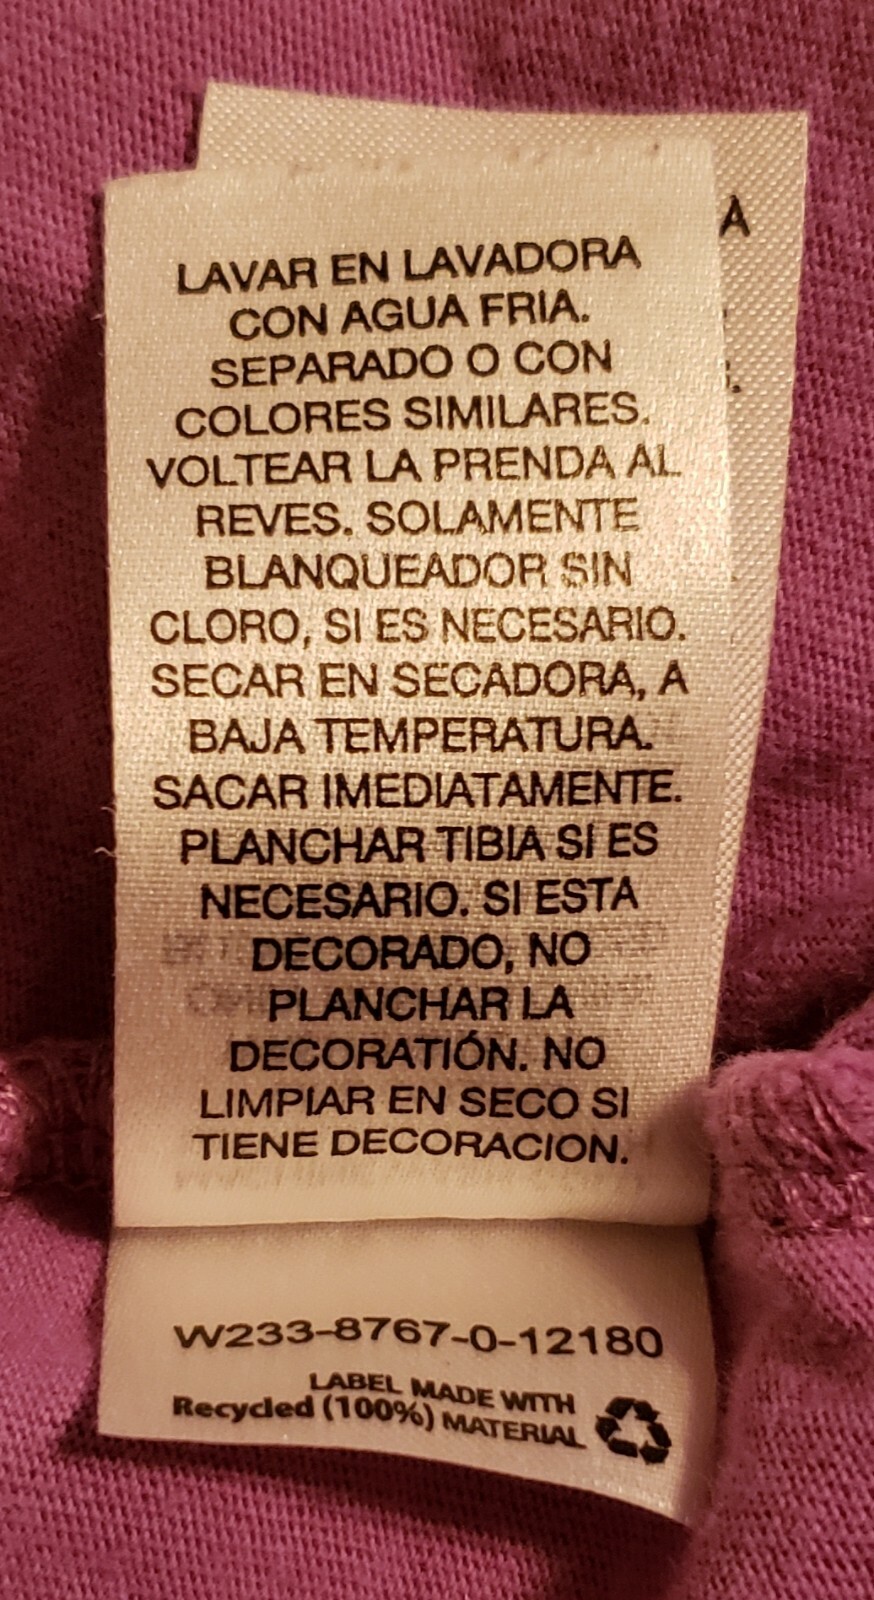 LAVAR EN LAVADORA
CON AGUA FRIA.
SEPARADO O CON
COLORES SIMILARES.
VOLTEAR LA PRENDA AL
REVES. SOLAMENTE
BLANQUEADOR SIN
CLORO, SI ES NECESARIO.
SECAR EN SECADORA, A
BAJA TEMPERATURA.
SACAR IMEDIATAMENTE.
PLANCHAR TIBIA SI ES
NECESARIO. SI ESTA
DECORADO, NO
PLANCHAR LA
DECORATIÓN. NO
LIMPIAR EN SECO SI
TIENE DECORACION.
W233-8767-0-12180
LABEL MADE WITH
Recycled (100%) MATERIAL